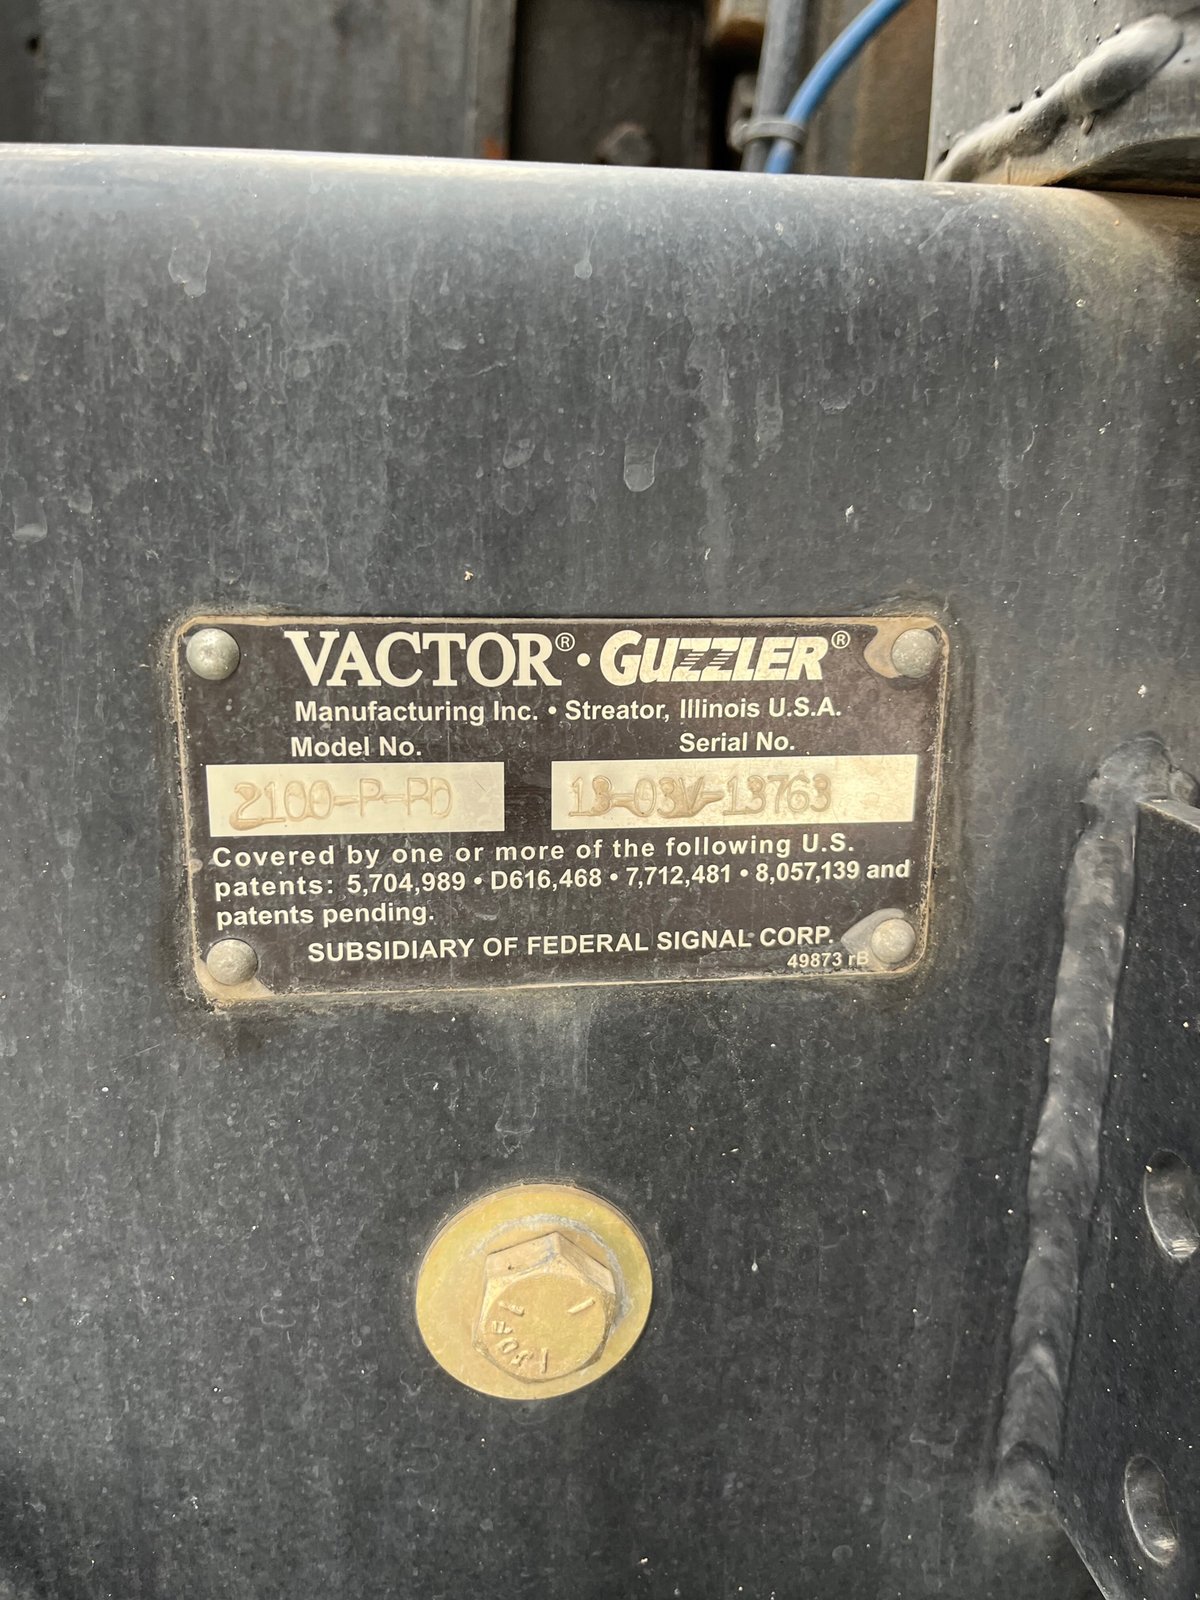 VACTOR® · GUZZLER®
Manufacturing Inc. • Streator, Illinois U.S.A.
Model No. Serial No.
2100-P-PD 13-03V-13763
Covered by one or more of the following U.S.
patents: 5,704,989 • D616,468 • 7,712,481 • 8,057,139 and
patents pending.
SUBSIDIARY OF FEDERAL SIGNAL CORP.
49873 rB